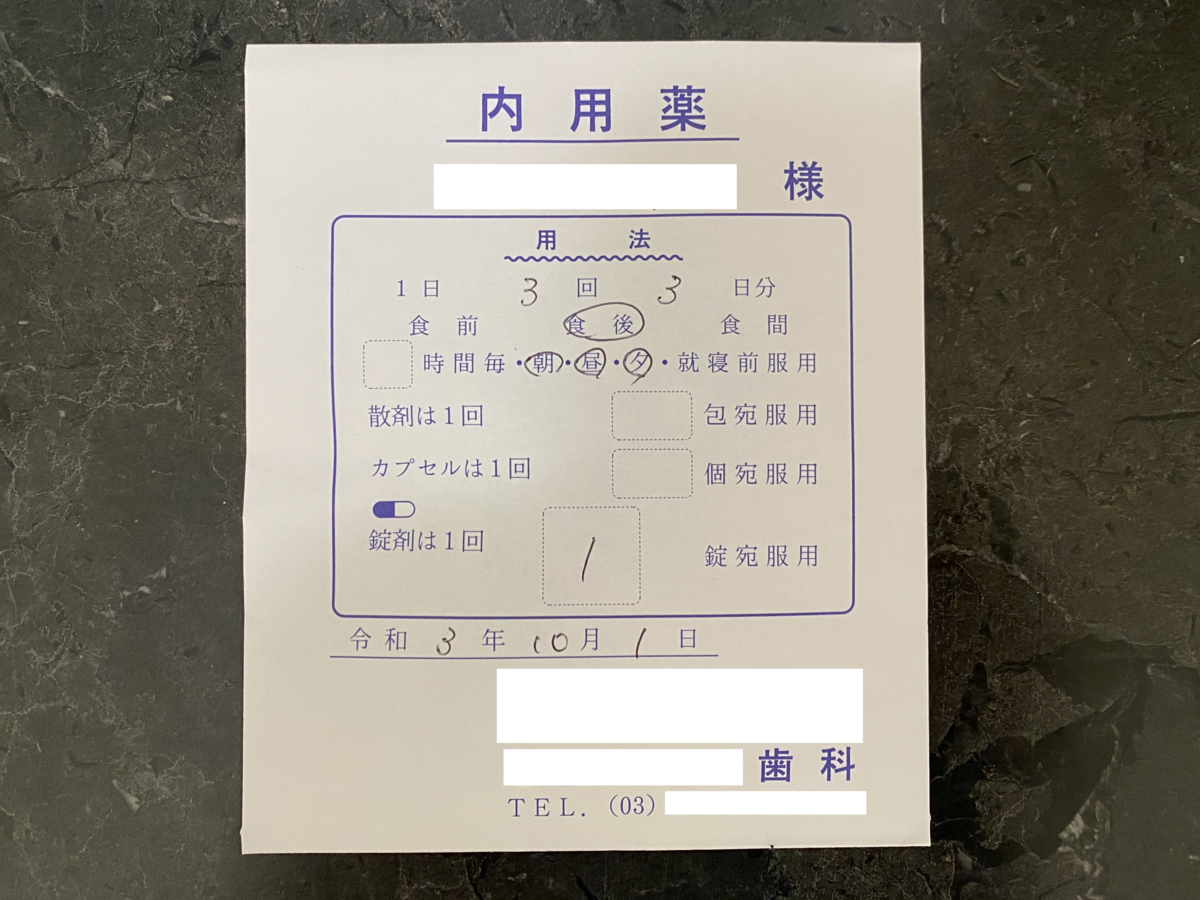 内用薬
様
用法
1日 3 回 3 日分
食前 食後 食間
時間毎・朝・昼・夕・就寝前服用
散剤は1回 包宛服用
カプセルは1回 個宛服用
錠剤は1回 1 錠宛服用
令和 3 年 10 月 1 日
歯科
TEL. (03)